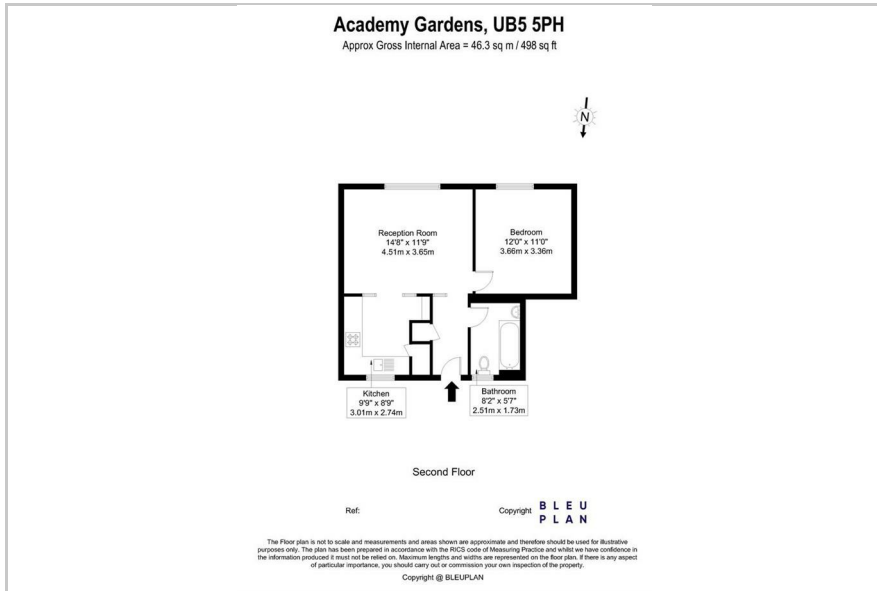 Academy Gardens, UB5 5PH
Approx Gross Internal Area = 46.3 sq m / 498 sq ft
N
Reception Room
14'8" x 11'9"
4.51m x 3.65m
Bedroom
12'0" x 11'0"
3.66m x 3.36m
Kitchen
9'9" x 8'9"
3.01m x 2.74m
Bathroom
8'2" x 5'7"
2.51m x 1.73m
Second Floor
Ref:
Copyright
BLEU
PLAN
The Floor plan is not to scale and measurements and areas shown are approximate and therefore should be used for illustrative
purposes only. The plan has been prepared in accordance with the RICS code of Measuring Practice and whilst we have confidence in
the information produced it must not be relied on. Maximum lengths and widths are represented on the floor plan. If there is any aspect
of particular importance, you should carry out or commission your own inspection of the property.
Copyright @ BLEUPLAN